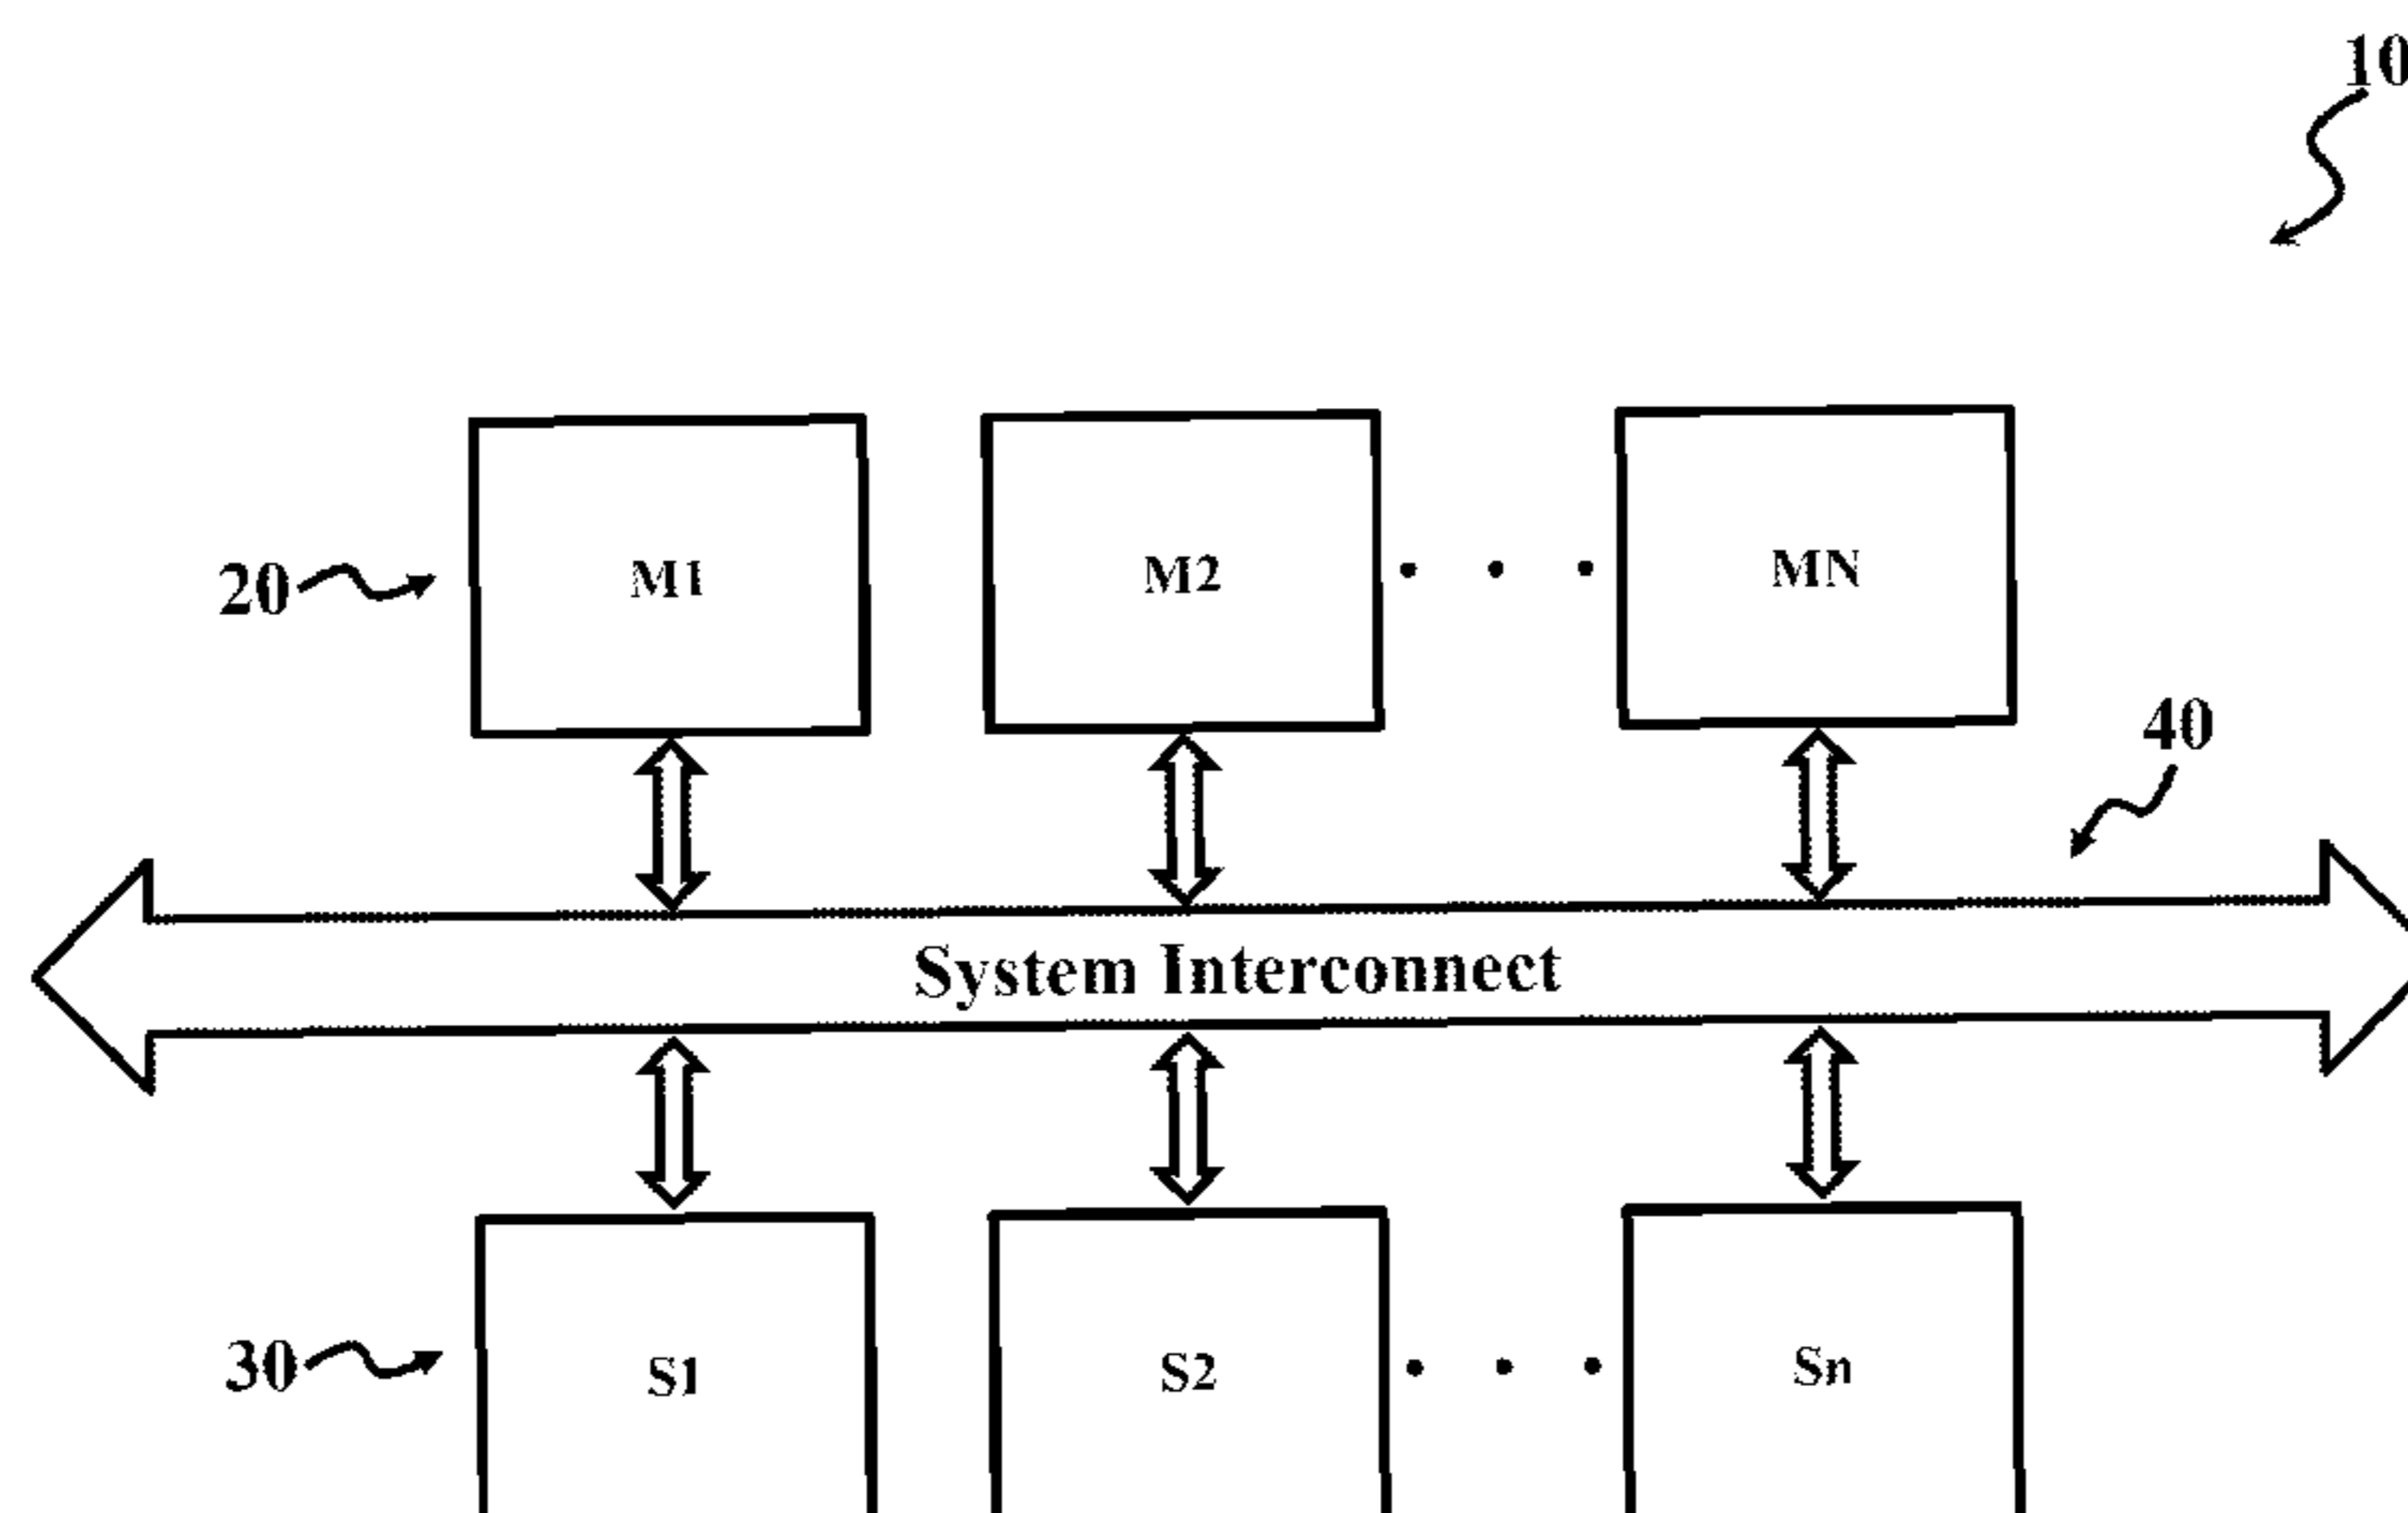 10
20 M1 M2 . . . MN
40
System Interconnect
30 S1 S2 . . . Sn